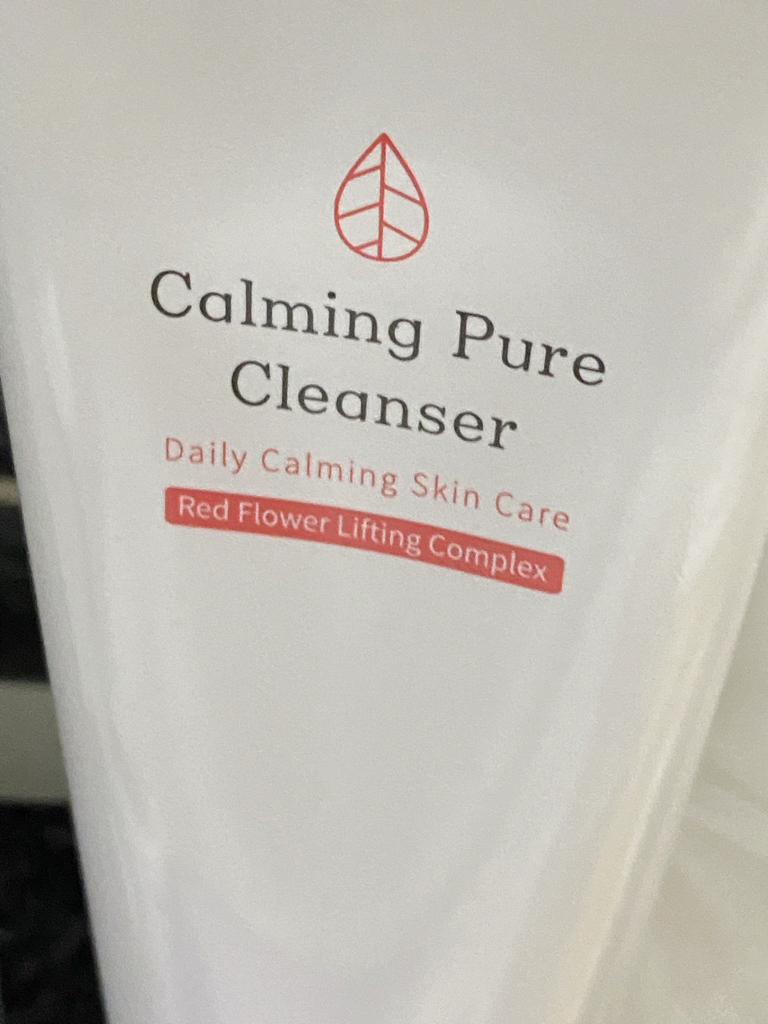 Calming Pure
Cleanser
Daily Calming Skin Care
Red Flower Lifting Complex